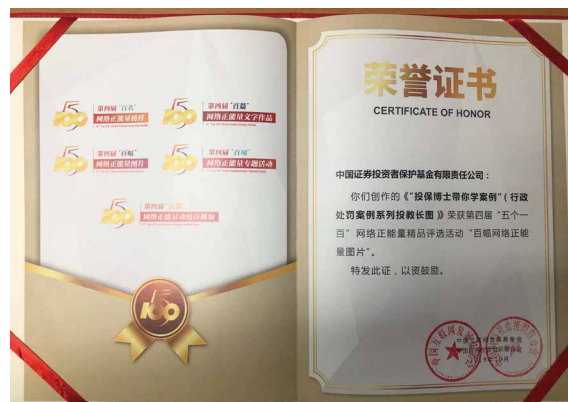 第四届“百名”
网络正能量榜样
第四届“百篇”
网络正能量文字作品
第四届“百幅”
网络正能量图片
第四届“百项”
网络正能量专题活动
网络正能量动漫音视频
荣誉证书
CERTIFICATE OF HONOR
中国证券投资者保护基金有限责任公司：
你们创作的《“投保博士带你学案例”（行政
处罚案例系列投教长图）》荣获第四届“五个一
百”网络正能量精品评选活动“百幅网络正能
量图片”。
特发此证，以资鼓励。